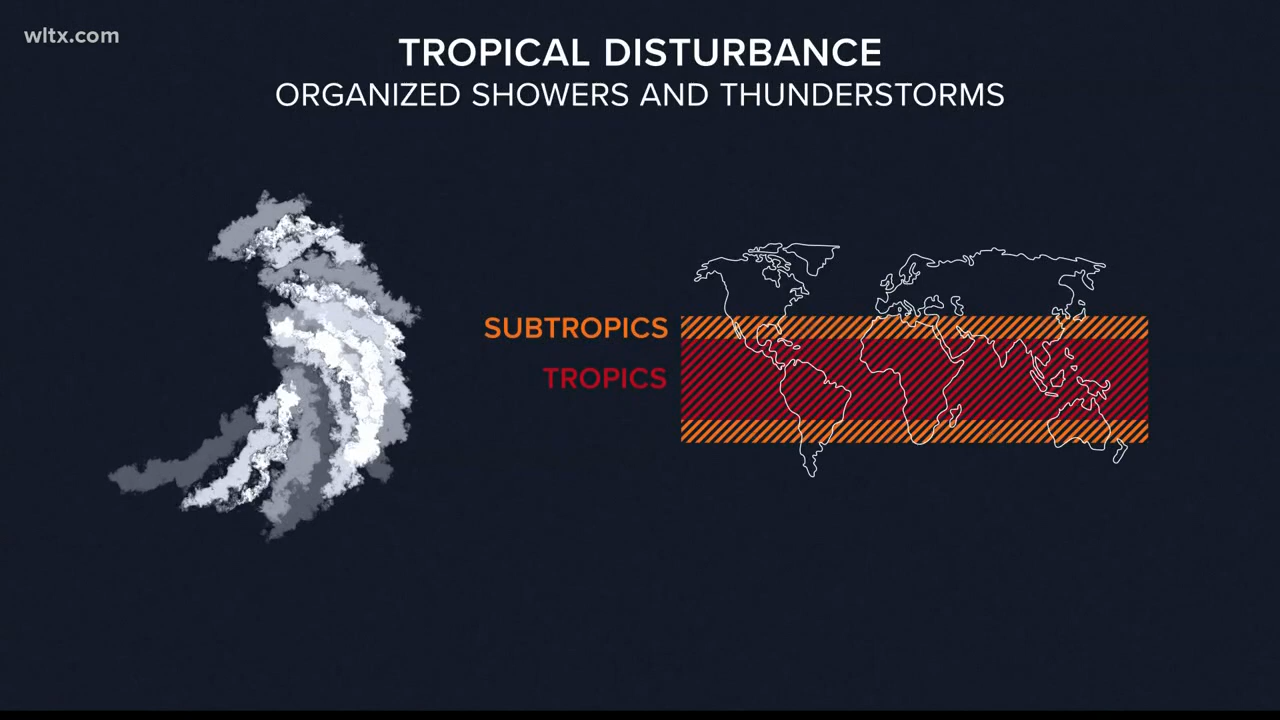 wltx.com
TROPICAL DISTURBANCE
ORGANIZED SHOWERS AND THUNDERSTORMS
SUBTROPICS
TROPICS